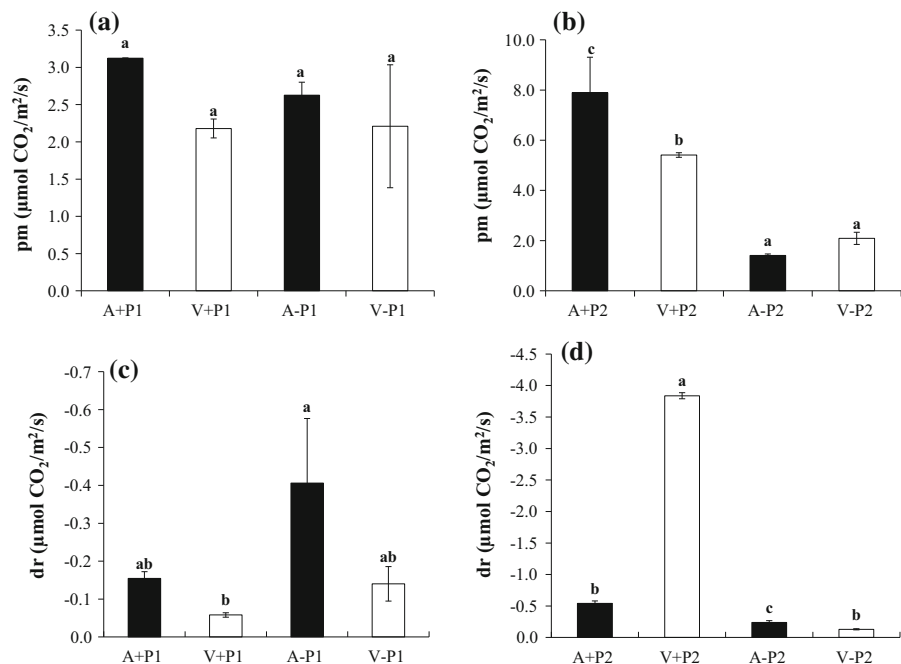 (a)
pm (µmol CO₂/m²/s)
3.5
3.0
2.5
2.0
1.5
1.0
0.5
0.0
a
a
a
a
A+P1
V+P1
A-P1
V-P1
(b)
pm (µmol CO₂/m²/s)
10.0
8.0
6.0
4.0
2.0
0.0
c
b
a
a
A+P2
V+P2
A-P2
V-P2
(c)
dr (µmol CO₂/m²/s)
-0.7
-0.6
-0.5
-0.4
-0.3
-0.2
-0.1
0.0
ab
b
a
ab
A+P1
V+P1
A-P1
V-P1
(d)
dr (µmol CO₂/m²/s)
-4.5
-4.0
-3.5
-3.0
-2.5
-2.0
-1.5
-1.0
-0.5
0.0
b
a
c
b
A+P2
V+P2
A-P2
V-P2